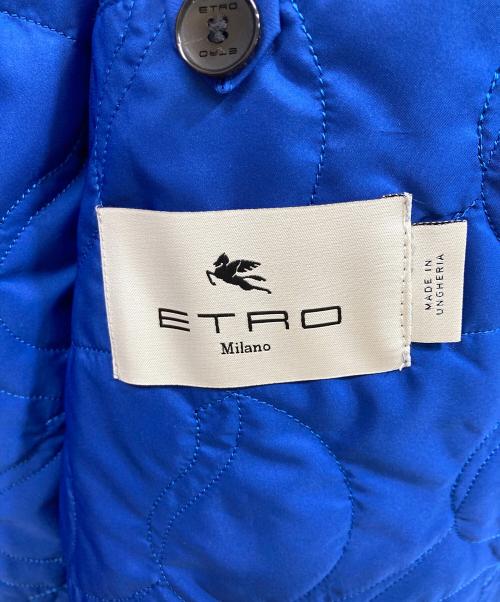 ETRO
ETRO
ETRO
Milano
MADE IN
UNGHERIA